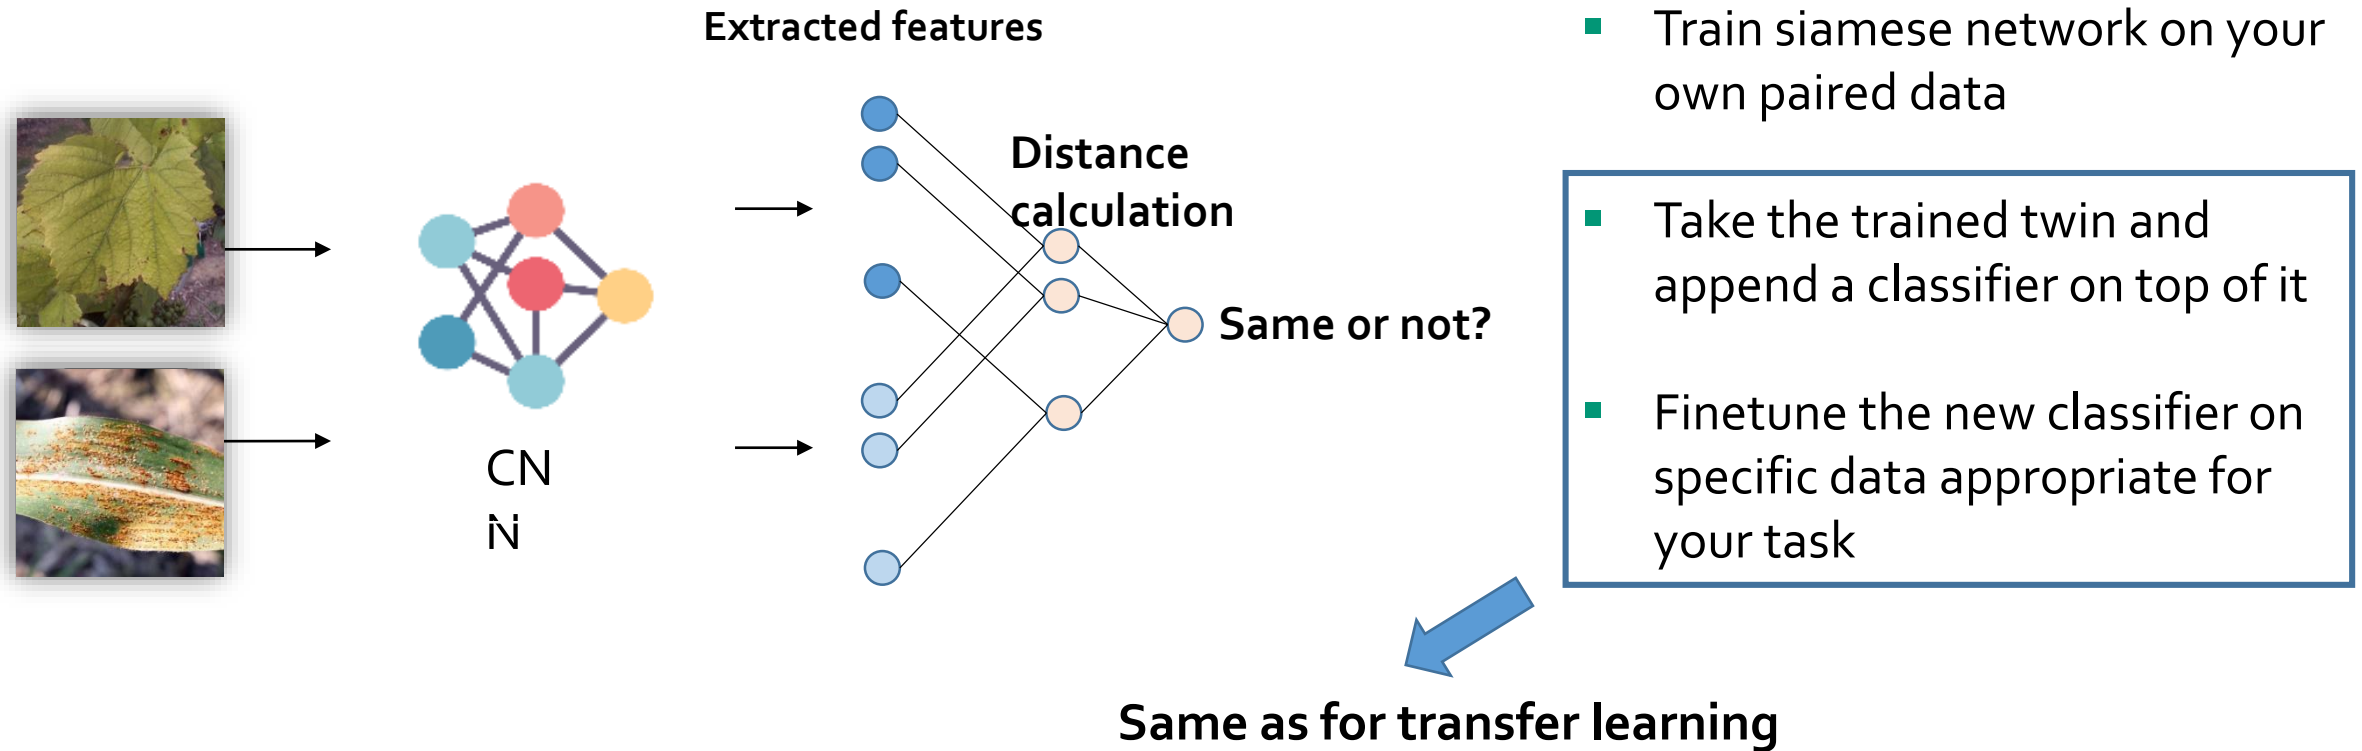 Extracted features
Distance
calculation
Same or not?
CN
N
Train siamese network on your
own paired data
Take the trained twin and
append a classifier on top of it
Finetune the new classifier on
specific data appropriate for
your task
Same as for transfer learning